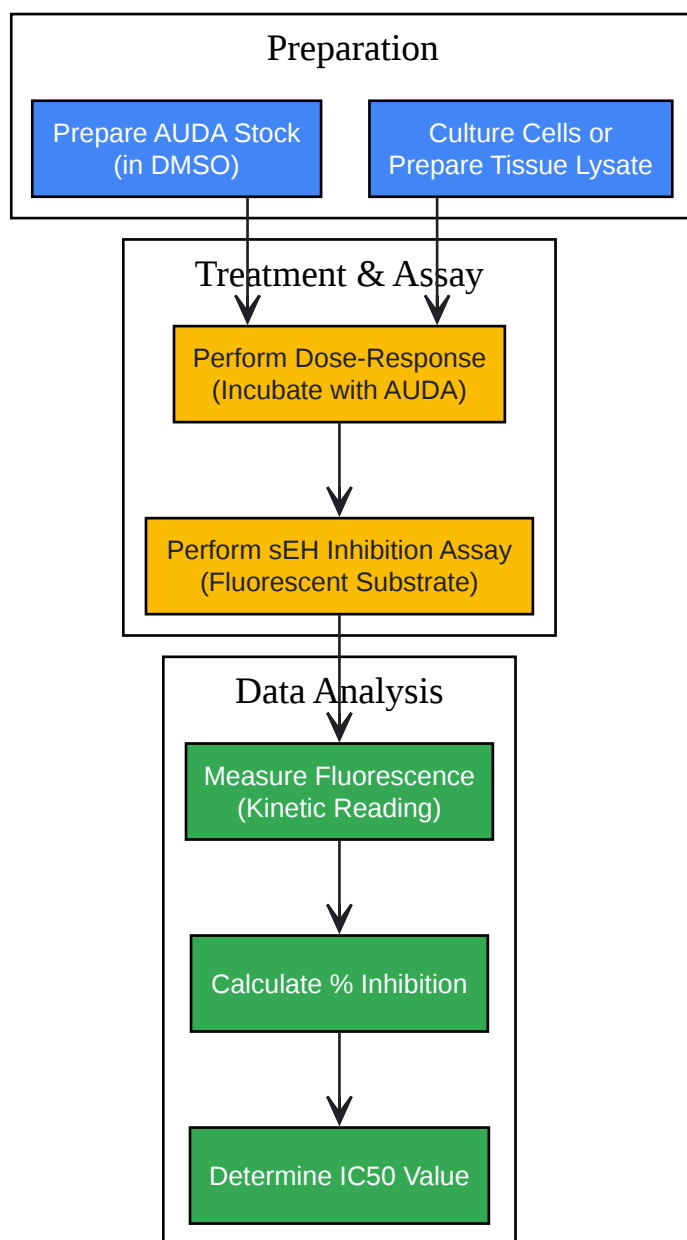 Preparation
Prepare AUDA Stock
(in DMSO)
Culture Cells or
Prepare Tissue Lysate
Treatment & Assay
Perform Dose-Response
(Incubate with AUDA)
Perform sEH Inhibition Assay
(Fluorescent Substrate)
Data Analysis
Measure Fluorescence
(Kinetic Reading)
Calculate % Inhibition
Determine IC50 Value